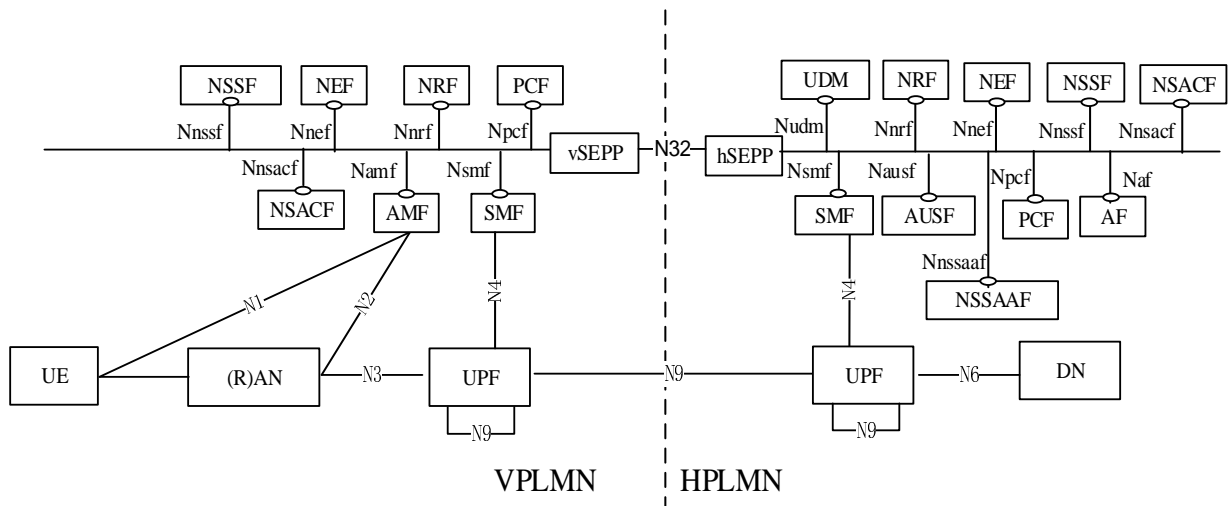 NSSF NEF NRF PCF UDM NRF NEF NSSF NSACF
Nnssf Nnef Nnrf Npcf Nudm Nnrf Nnef Nnssf Nnsacf
vSEPP N32 hSEPP
Nnsacf Namf Nsmf Nsmf Nausf Npcf Naf
NSACF AMF SMF SMF AUSF PCF AF
Nnssaaf
NSSAAF
N1 N2 N4 N4
UE (R)AN N3 UPF N9 UPF N6 DN
N9 N9
VPLMN HPLMN